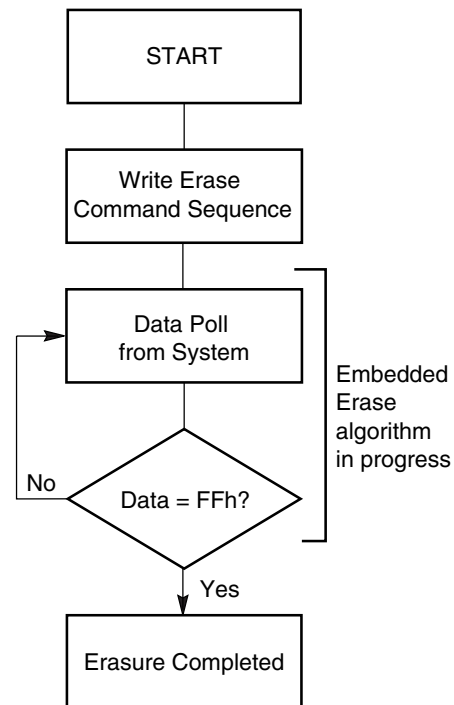 START
Write Erase
Command Sequence
Data Poll
from System
Embedded
Erase
algorithm
in progress
No
Data = FFh?
Yes
Erasure Completed